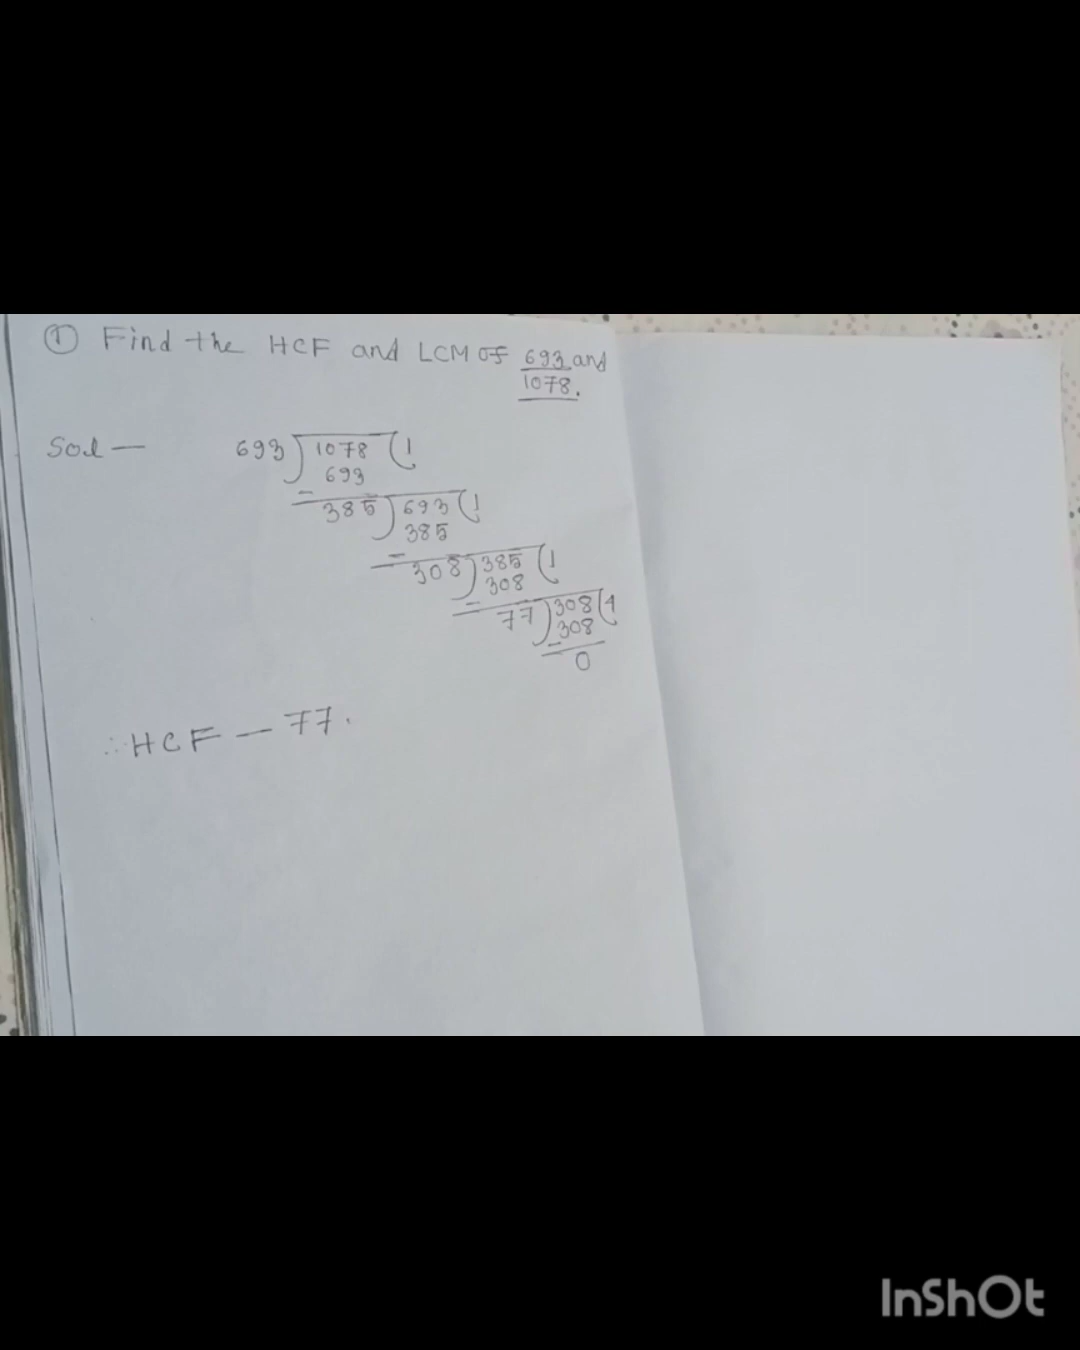 ① Find the HCF and LCM of 693 and
1078.
Sol — 693 ) 1078 ( 1
693
- 385 ) 693 ( 1
385
- 308 ) 385 ( 1
308
- 77 ) 308 ( 4
- 308
0
∴ HCF — 77.
InShOt